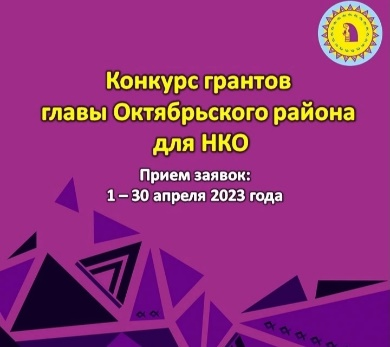 Конкурс грантов
главы Октябрьского района
для НКО
Прием заявок:
1 – 30 апреля 2023 года